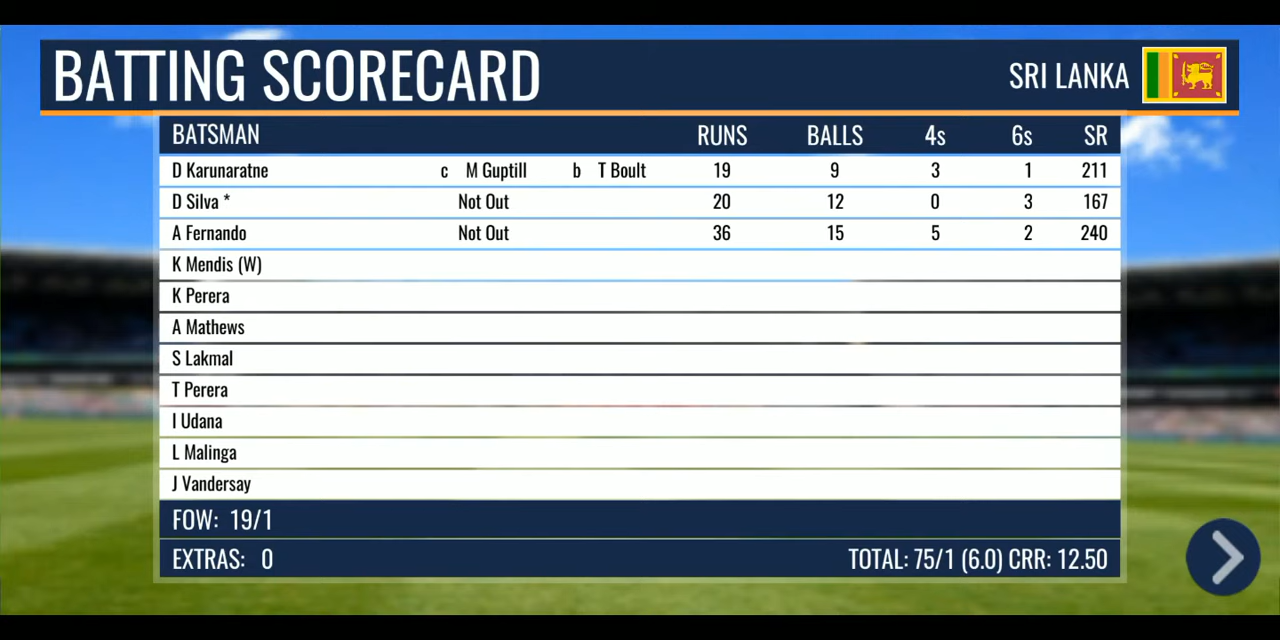 BATTING SCORECARD SRI LANKA
BATSMAN RUNS BALLS 4s 6s SR
D Karunaratne c M Guptill b T Boult 19 9 3 1 211
D Silva * Not Out 20 12 0 3 167
A Fernando Not Out 36 15 5 2 240
K Mendis (W)
K Perera
A Mathews
S Lakmal
T Perera
I Udana
L Malinga
J Vandersay
FOW: 19/1
EXTRAS: 0 TOTAL: 75/1 (6.0) CRR: 12.50